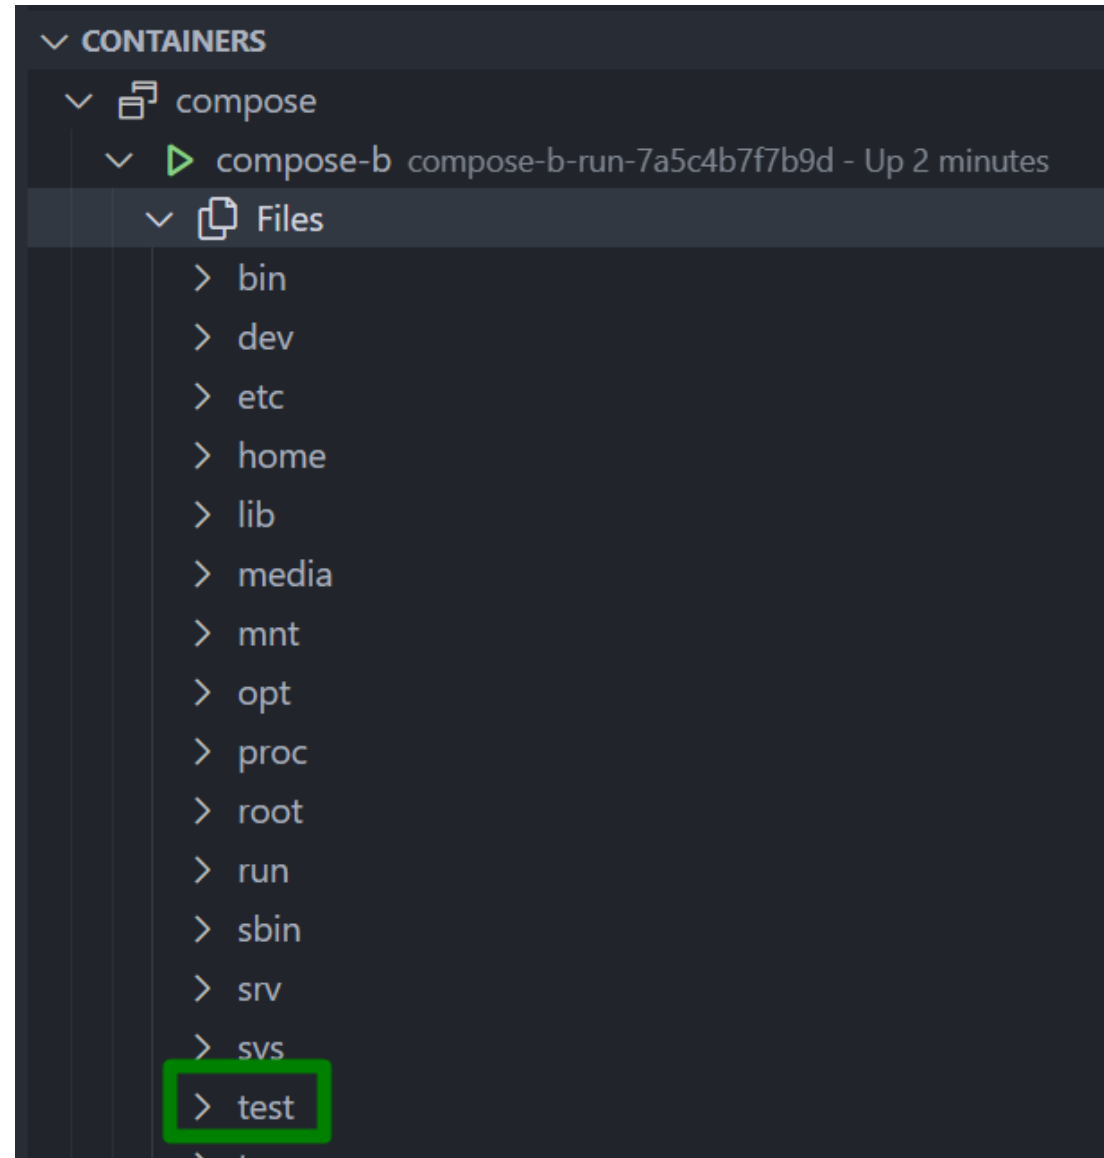 CONTAINERS
compose
compose-b compose-b-run-7a5c4b7f7b9d - Up 2 minutes
Files
bin
dev
etc
home
lib
media
mnt
opt
proc
root
run
sbin
srv
sys
test